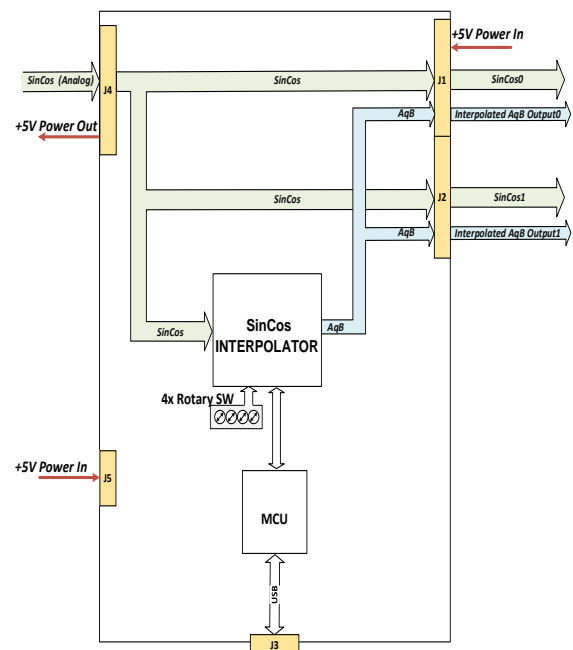 +5V Power In
SinCos (Analog)
J4
SinCos
J1
SinCos0
+5V Power Out
AqB
Interpolated AqB Output0
SinCos
J2
SinCos1
AqB
Interpolated AqB Output1
SinCos
SinCos
INTERPOLATOR
AqB
4x Rotary SW
+5V Power In
J5
MCU
USB
J3